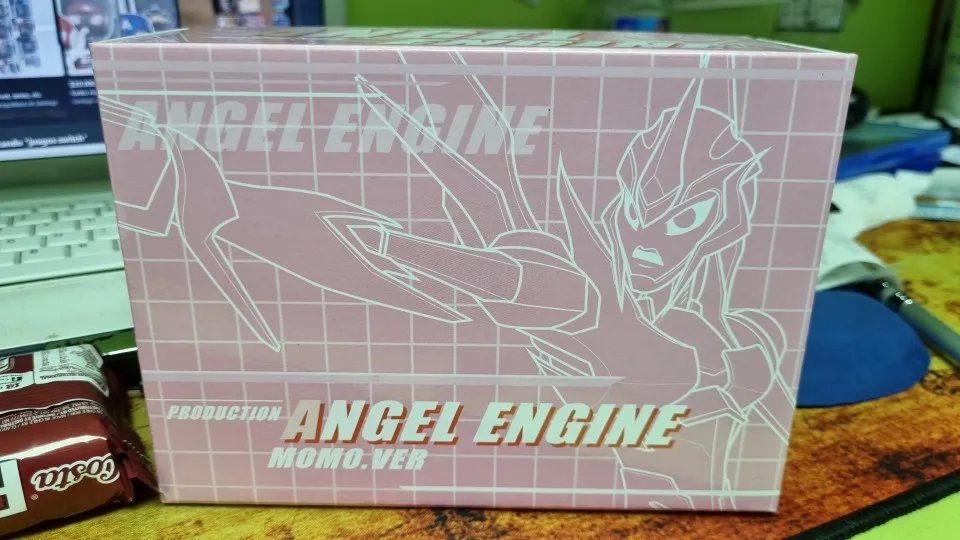 ANGEL ENGINE
PRODUCTION ANGEL ENGINE
MOMO.VER
Costa